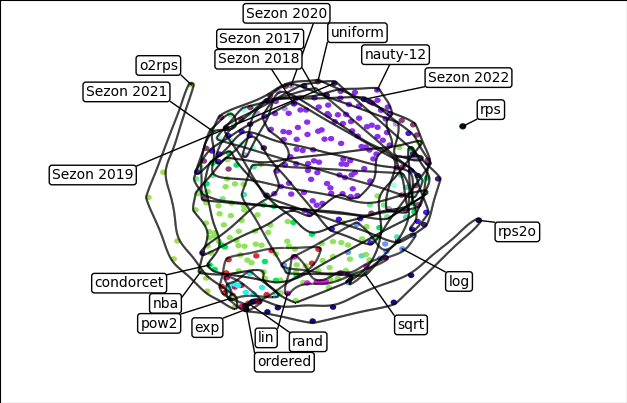 Sezon 2020
uniform
Sezon 2017
nauty-12
Sezon 2018
o2rps
Sezon 2022
Sezon 2021
rps
Sezon 2019
rps2o
condorcet
log
nba
pow2
exp
sqrt
lin
rand
ordered